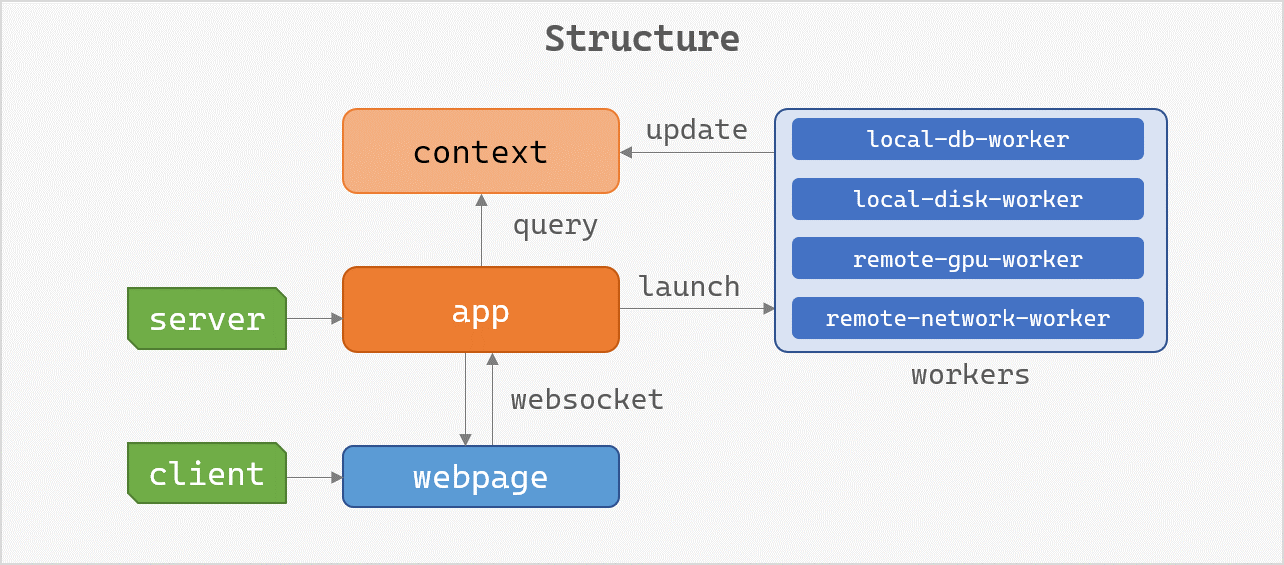 Structure
context
update
local-db-worker
local-disk-worker
remote-gpu-worker
remote-network-worker
workers
query
server
app
launch
websocket
client
webpage